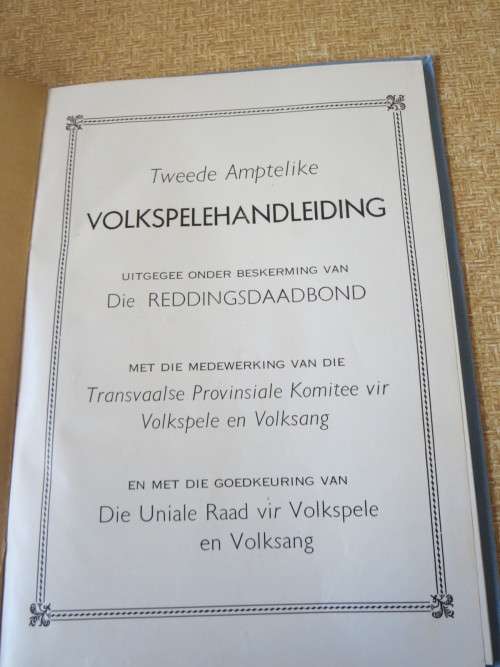 Tweede Amptelike
VOLKSPELEHANDLEIDING
UITGEGEE ONDER BESKERMING VAN
Die REDDINGSDAADBOND
MET DIE MEDEWERKING VAN DIE
Transvaalse Provinsiale Komitee vir
Volkspele en Volksang
EN MET DIE GOEDKEURING VAN
Die Uniale Raad vir Volkspele
en Volksang